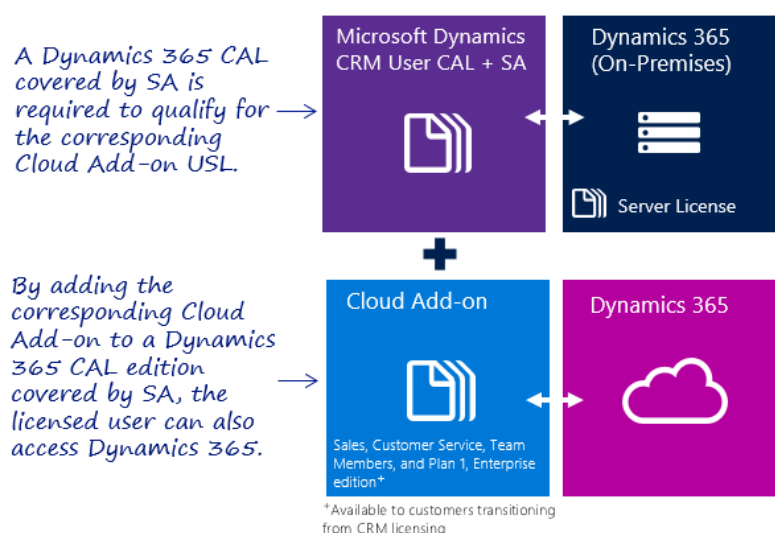 A Dynamics 365 CAL
covered by SA is
required to qualify for
the corresponding
Cloud Add-on USL.
Microsoft Dynamics
CRM User CAL + SA
Dynamics 365
(On-Premises)
Server License
By adding the
corresponding Cloud
Add-on to a Dynamics
365 CAL edition
covered by SA, the
licensed user can also
access Dynamics 365.
Cloud Add-on
Sales, Customer Service, Team
Members, and Plan 1, Enterprise
edition+
Dynamics 365
+Available to customers transitioning
from CRM licensing